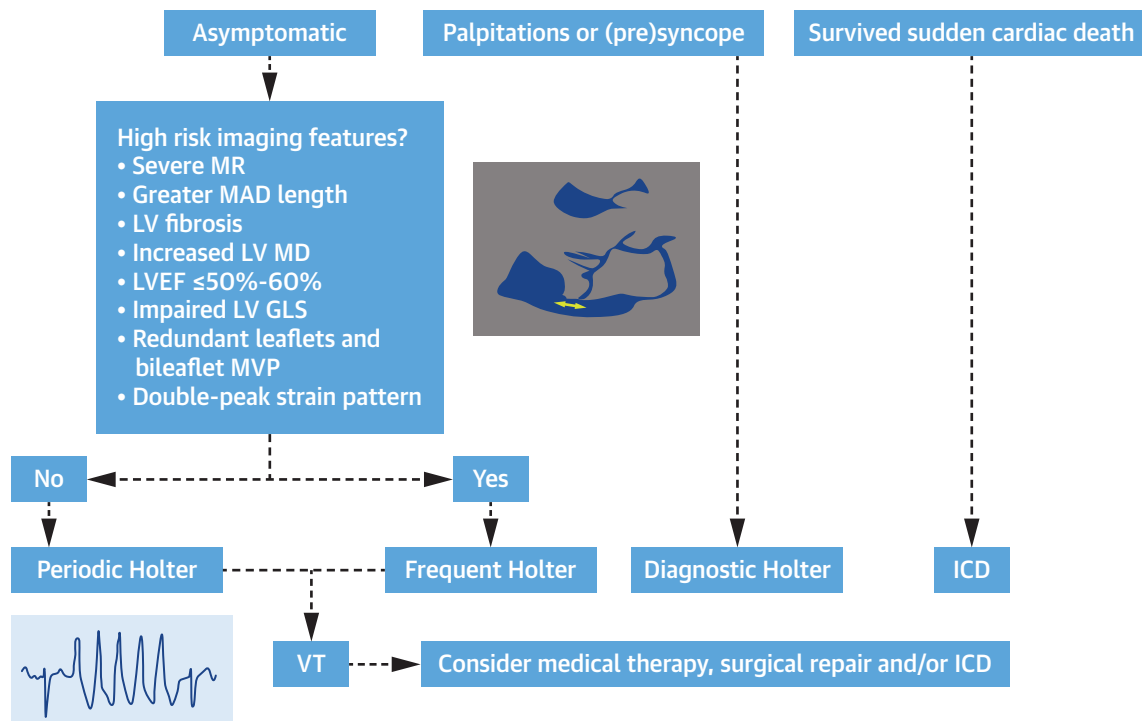 Asymptomatic
Palpitations or (pre)syncope
Survived sudden cardiac death
High risk imaging features?
• Severe MR
• Greater MAD length
• LV fibrosis
• Increased LV MD
• LVEF ≤50%-60%
• Impaired LV GLS
• Redundant leaflets and
bileaflet MVP
• Double-peak strain pattern
No
Yes
Periodic Holter
Frequent Holter
Diagnostic Holter
ICD
VT
Consider medical therapy, surgical repair and/or ICD